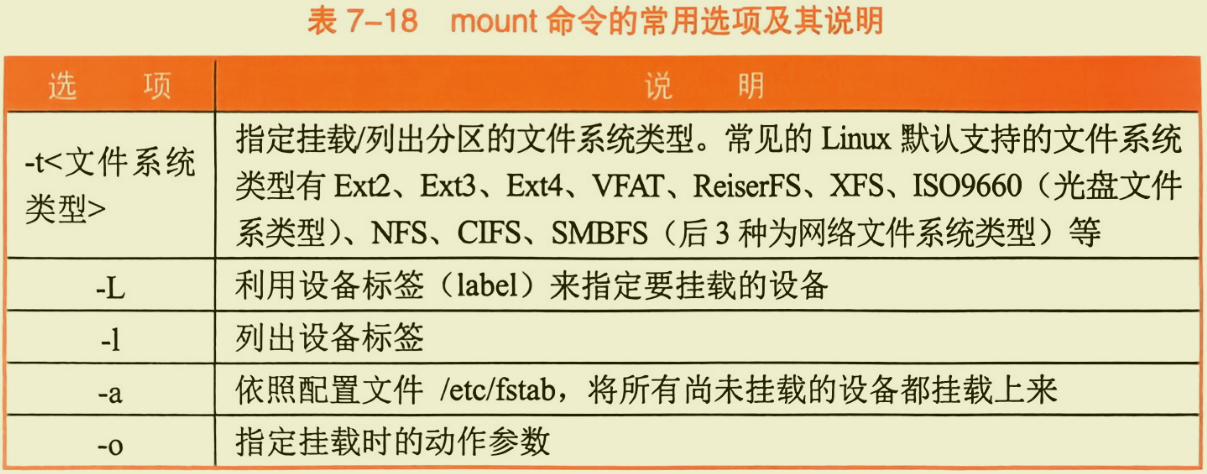 表 7-18 mount 命令的常用选项及其说明
选 项 说 明
-t<文件系统
类型>
指定挂载/列出分区的文件系统类型。常见的 Linux 默认支持的文件系统
类型有 Ext2、Ext3、Ext4、VFAT、ReiserFS、XFS、ISO9660（光盘文件
系类型）、NFS、CIFS、SMBFS（后 3 种为网络文件系统类型）等
-L 利用设备标签（label）来指定要挂载的设备
-l 列出设备标签
-a 依照配置文件 /etc/fstab，将所有尚未挂载的设备都挂载上来
-o 指定挂载时的动作参数